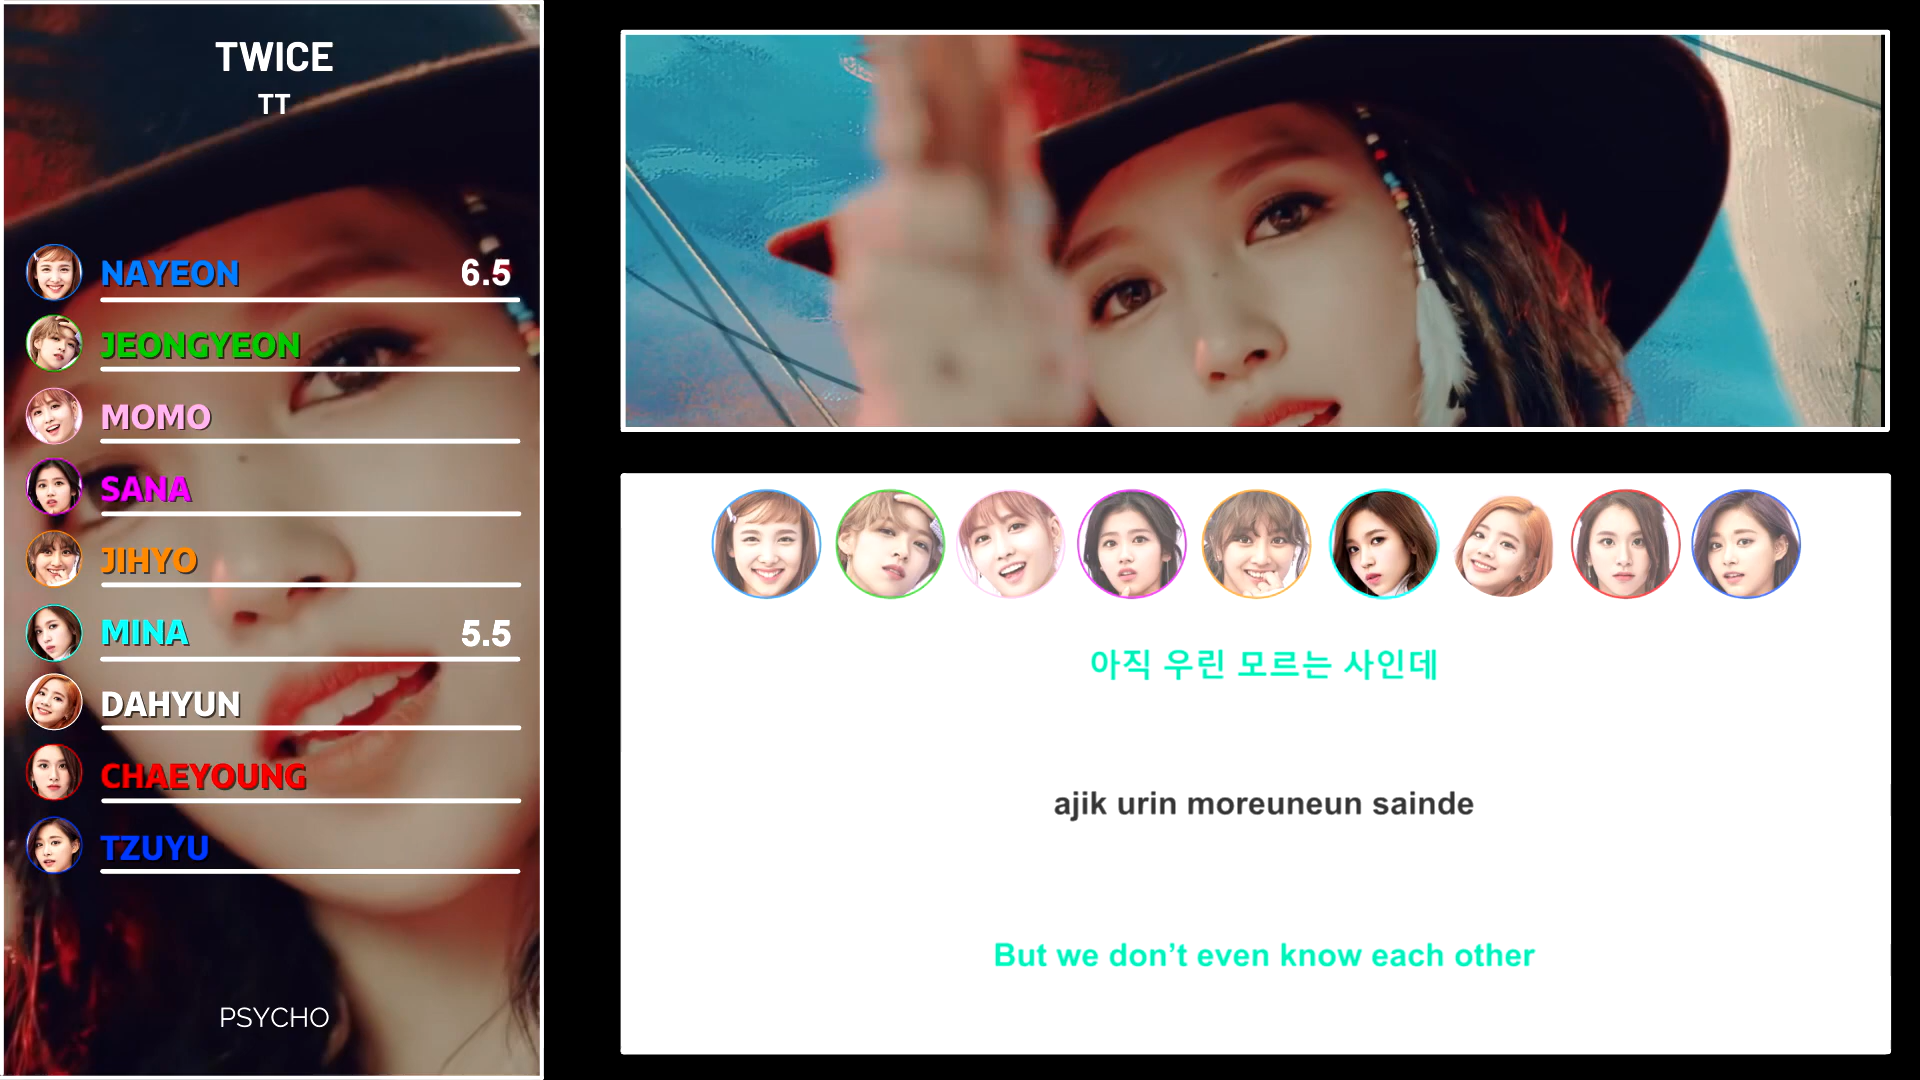 TWICE
TT
NAYEON 6.5
JEONGYEON
MOMO
SANA
JIHYO
MINA 5.5
DAHYUN
CHAEYOUNG
TZUYU
PSYCHO
아직 우린 모르는 사인데
ajik urin moreuneun sainde
But we don’t even know each other